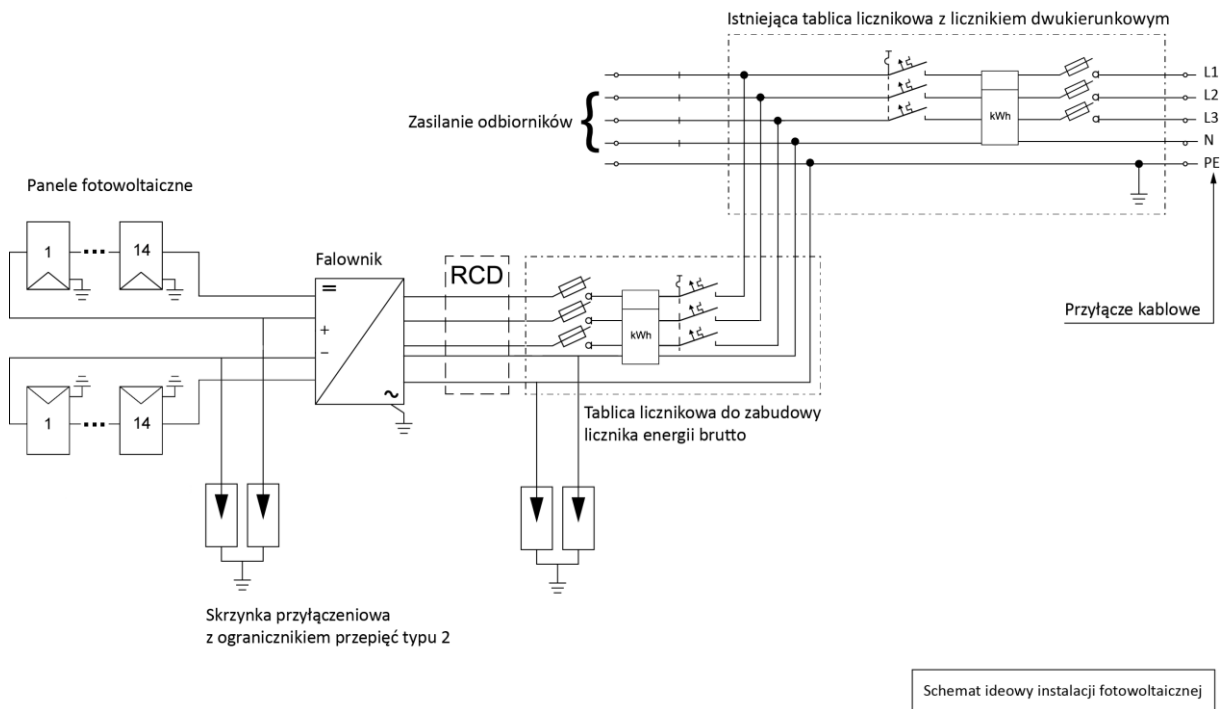 Istniejąca tablica licznikowa z licznikiem dwukierunkowym
L1
L2
L3
N
PE
kWh
Zasilanie odbiorników
Panele fotowoltaiczne
1
14
Falownik
RCD
kWh
Przyłącze kablowe
=
+
−
~
1
14
Tablica licznikowa do zabudowy
licznika energii brutto
Skrzynka przyłączeniowa
z ogranicznikiem przepięć typu 2
Schemat ideowy instalacji fotowoltaicznej